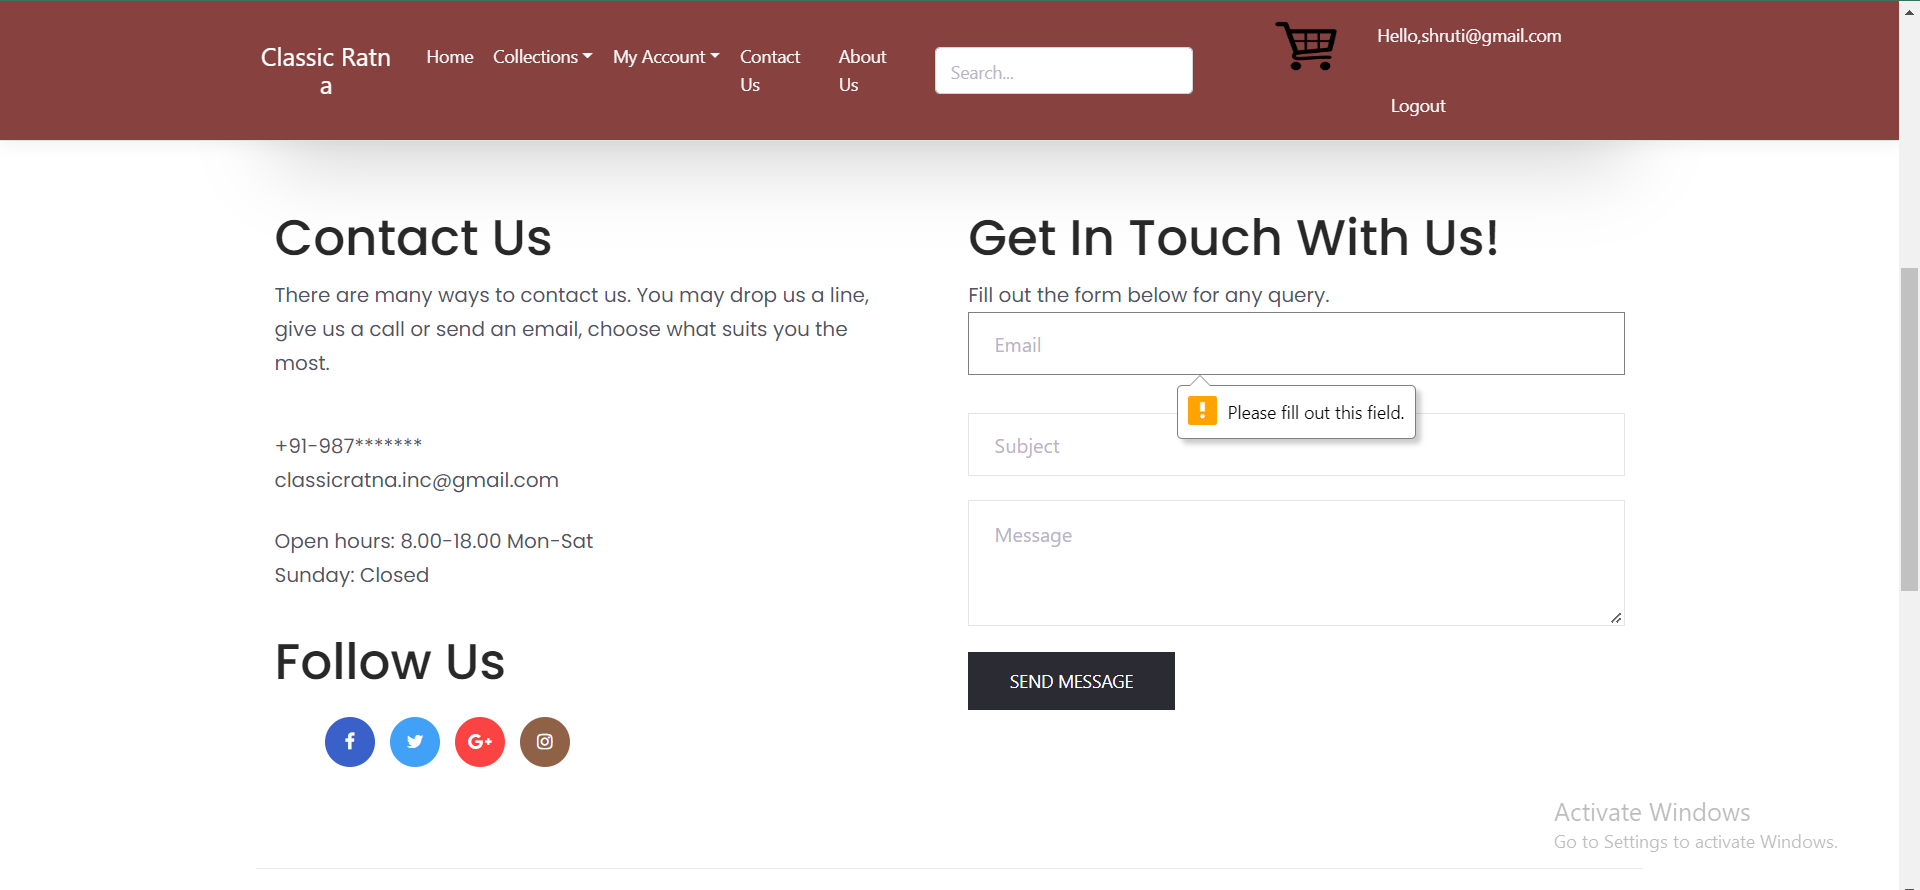 Classic Ratn
a
Home
Collections
My Account
Contact
Us
About
Us
Search...
Hello,shruti@gmail.com
Logout
Contact Us
There are many ways to contact us. You may drop us a line,
give us a call or send an email, choose what suits you the
most.
+91-987*******
classicratna.inc@gmail.com
Open hours: 8.00-18.00 Mon-Sat
Sunday: Closed
Follow Us
f
G+
Get In Touch With Us!
Fill out the form below for any query.
Email
! Please fill out this field.
Subject
Message
SEND MESSAGE
Activate Windows
Go to Settings to activate Windows.